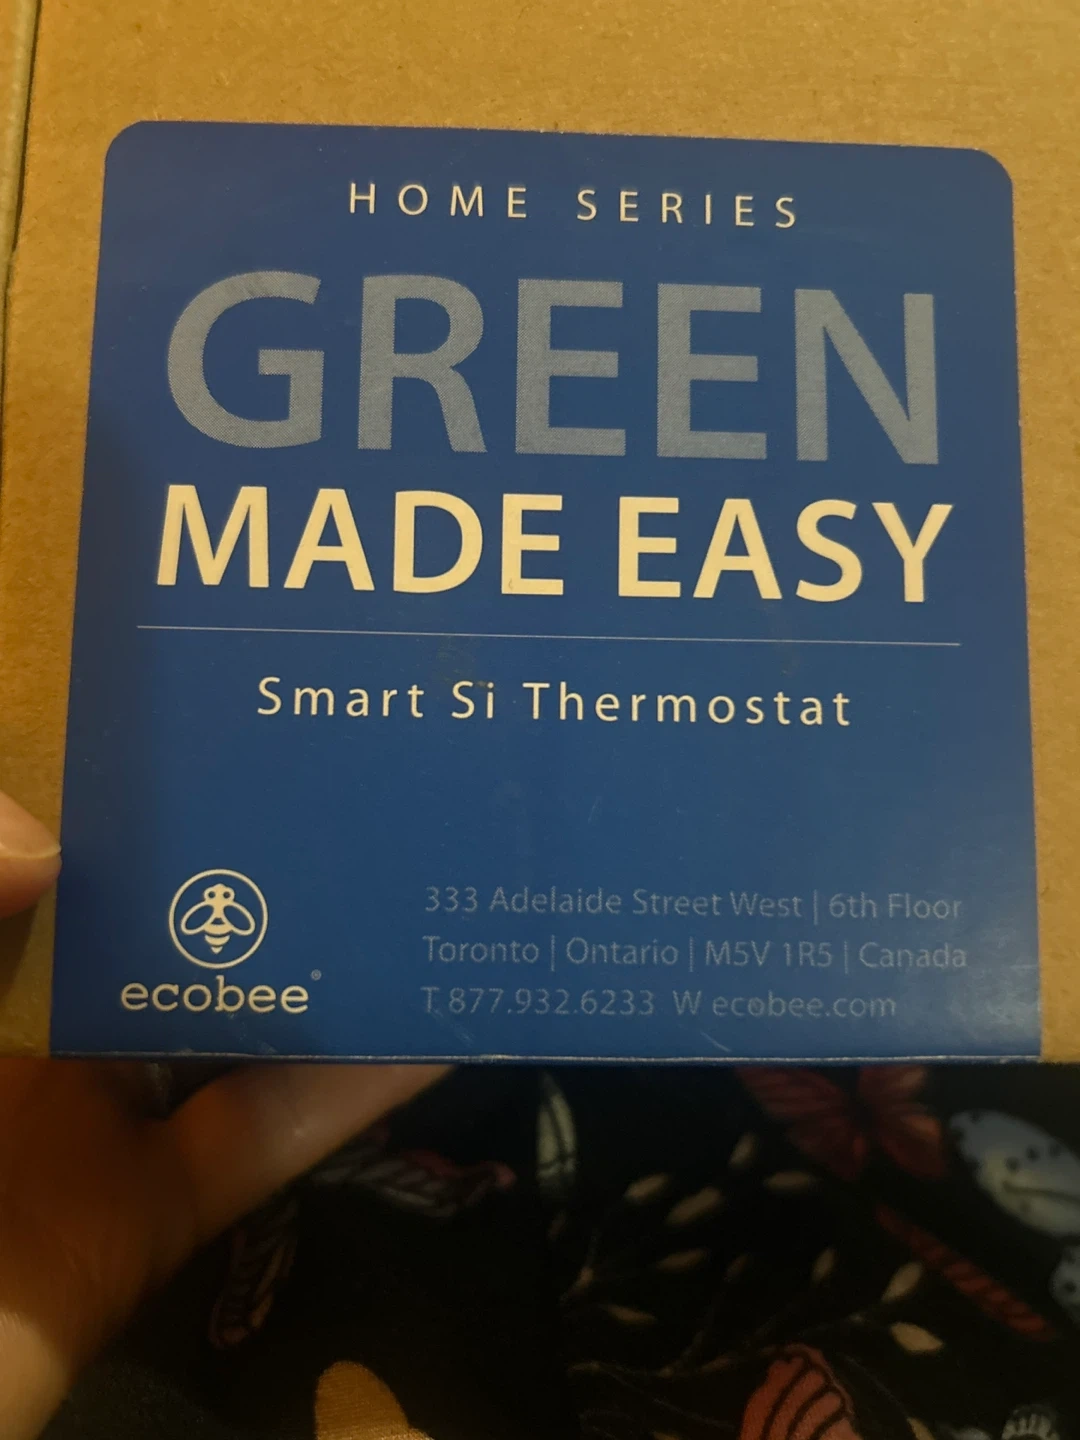 HOME SERIES
GREEN
MADE EASY
Smart Si Thermostat
333 Adelaide Street West | 6th Floor
Toronto | Ontario | M5V 1R5 | Canada
T. 877.932.6233 W ecobee.com
ecobee®